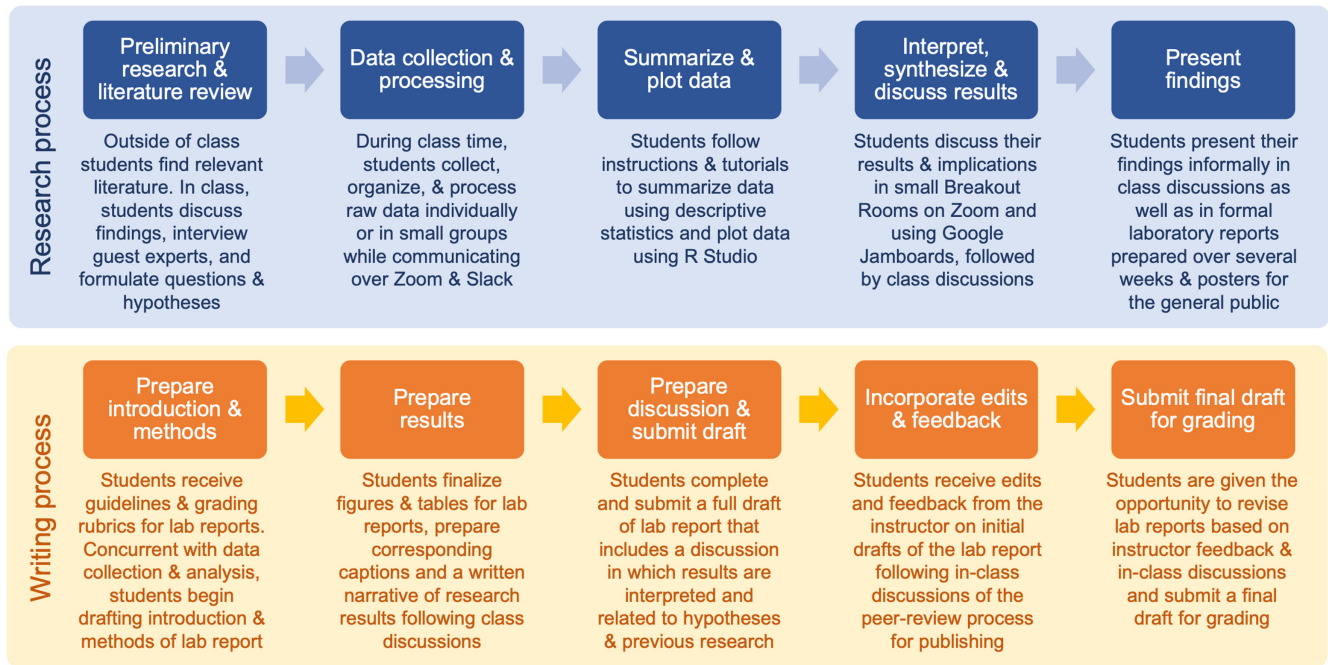 Research process
Preliminary
research &
literature review
Outside of class
students find relevant
literature. In class,
students discuss
findings, interview
guest experts, and
formulate questions &
hypotheses
Data collection &
processing
During class time,
students collect,
organize, & process
raw data individually
or in small groups
while communicating
over Zoom & Slack
Summarize &
plot data
Students follow
instructions & tutorials
to summarize data
using descriptive
statistics and plot data
using R Studio
Interpret,
synthesize &
discuss results
Students discuss their
results & implications
in small Breakout
Rooms on Zoom and
using Google
Jamboards, followed
by class discussions
Present
findings
Students present their
findings informally in
class discussions as
well as in formal
laboratory reports
prepared over several
weeks & posters for
the general public
Writing process
Prepare
introduction &
methods
Students receive
guidelines & grading
rubrics for lab reports.
Concurrent with data
collection & analysis,
students begin
drafting introduction &
methods of lab report
Prepare
results
Students finalize
figures & tables for lab
reports, prepare
corresponding
captions and a written
narrative of research
results following class
discussions
Prepare
discussion &
submit draft
Students complete
and submit a full draft
of lab report that
includes a discussion
in which results are
interpreted and
related to hypotheses
& previous research
Incorporate edits
& feedback
Students receive edits
and feedback from the
instructor on initial
drafts of the lab report
following in-class
discussions of the
peer-review process
for publishing
Submit final draft
for grading
Students are given the
opportunity to revise
lab reports based on
instructor feedback &
in-class discussions
and submit a final
draft for grading